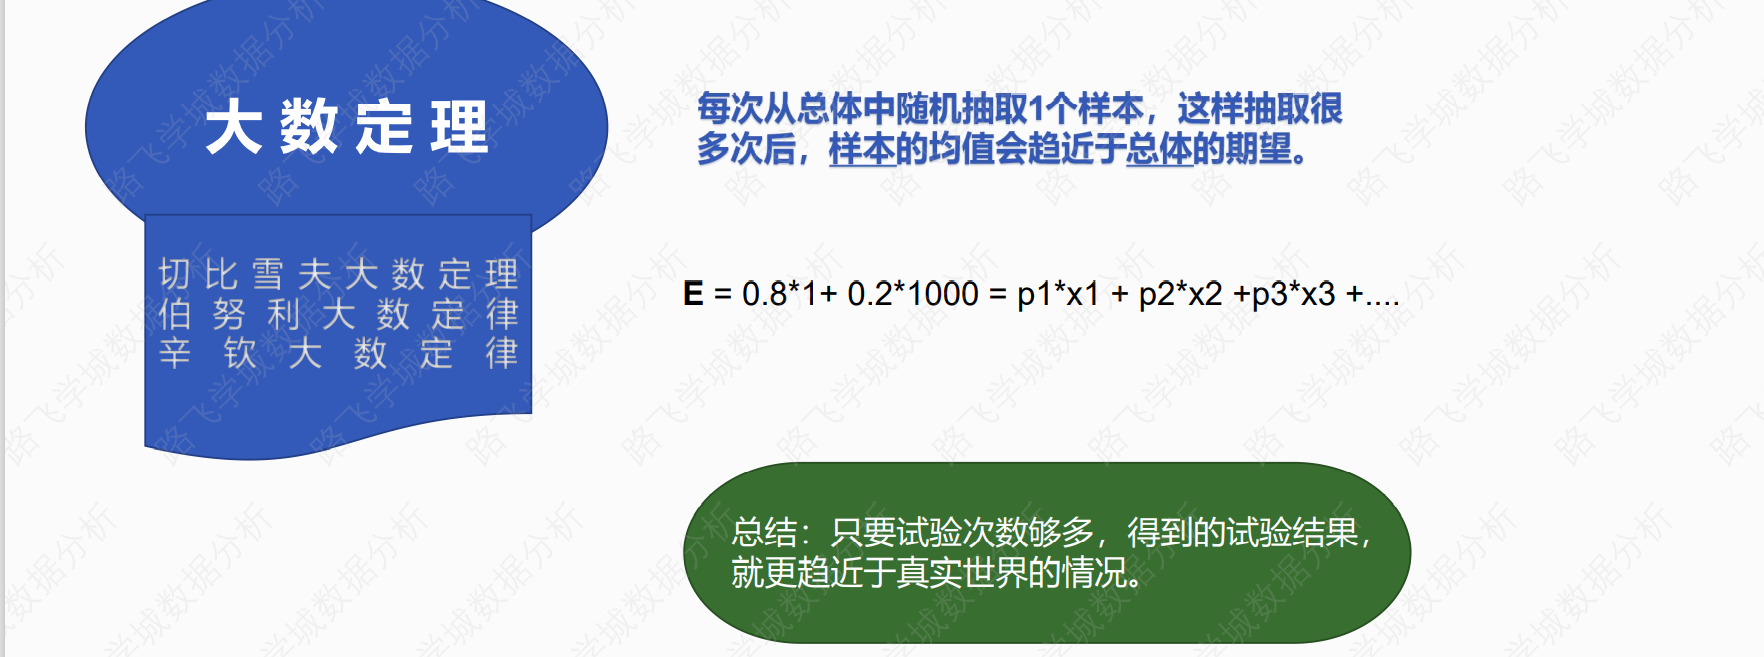 大数定理
切比雪夫大数定理
伯努利大数定律
辛钦大数定律
每次从总体中随机抽取1个样本，这样抽取很
多次后，样本的均值会趋近于总体的期望。
E = 0.8*1+ 0.2*1000 = p1*x1 + p2*x2 +p3*x3 +....
总结：只要试验次数够多，得到的试验结果，
就更趋近于真实世界的情况。
路飞学城数据分析